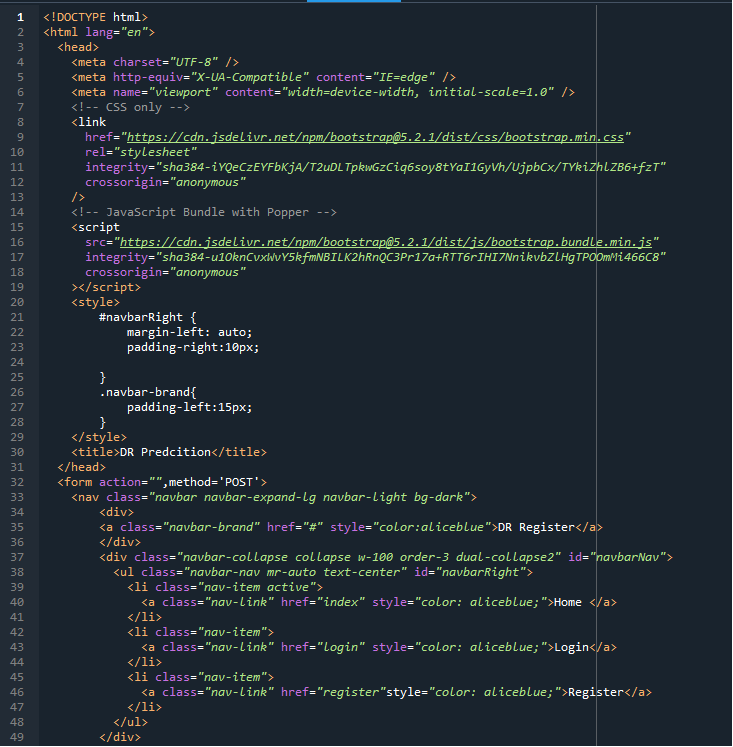 1 <!DOCTYPE html>
2 <html lang="en">
3 <head>
4 <meta charset="UTF-8" />
5 <meta http-equiv="X-UA-Compatible" content="IE=edge" />
6 <meta name="viewport" content="width=device-width, initial-scale=1.0" />
7 <!-- CSS only -->
8 <link
9 href="https://cdn.jsdelivr.net/npm/bootstrap@5.2.1/dist/css/bootstrap.min.css"
10 rel="stylesheet"
11 integrity="sha384-iYQeCzEYFbKjA/T2uDLTpkwGzCiq6soy8tYaI1GyVh/UjpbCx/TYkiZhlZB6+fzT"
12 crossorigin="anonymous"
13 />
14 <!-- JavaScript Bundle with Popper -->
15 <script
16 src="https://cdn.jsdelivr.net/npm/bootstrap@5.2.1/dist/js/bootstrap.bundle.min.js"
17 integrity="sha384-u1OknCvxWvY5kfmNBILK2hRnQC3Pr17a+RTT6rIHI7NnikvbZlHgTPOOmMi466C8"
18 crossorigin="anonymous"
19 ></script>
20 <style>
21 #navbarRight {
22 margin-left: auto;
23 padding-right:10px;
24
25 }
26 .navbar-brand{
27 padding-left:15px;
28 }
29 </style>
30 <title>DR Predcition</title>
31 </head>
32 <form action="",method='POST'>
33 <nav class="navbar navbar-expand-lg navbar-light bg-dark">
34 <div>
35 <a class="navbar-brand" href="#" style="color:aliceblue">DR Register</a>
36 </div>
37 <div class="navbar-collapse collapse w-100 order-3 dual-collapse2" id="navbarNav">
38 <ul class="navbar-nav mr-auto text-center" id="navbarRight">
39 <li class="nav-item active">
40 <a class="nav-link" href="index" style="color: aliceblue;">Home </a>
41 </li>
42 <li class="nav-item">
43 <a class="nav-link" href="login" style="color: aliceblue;">Login</a>
44 </li>
45 <li class="nav-item">
46 <a class="nav-link" href="register"style="color: aliceblue;">Register</a>
47 </li>
48 </ul>
49 </div>